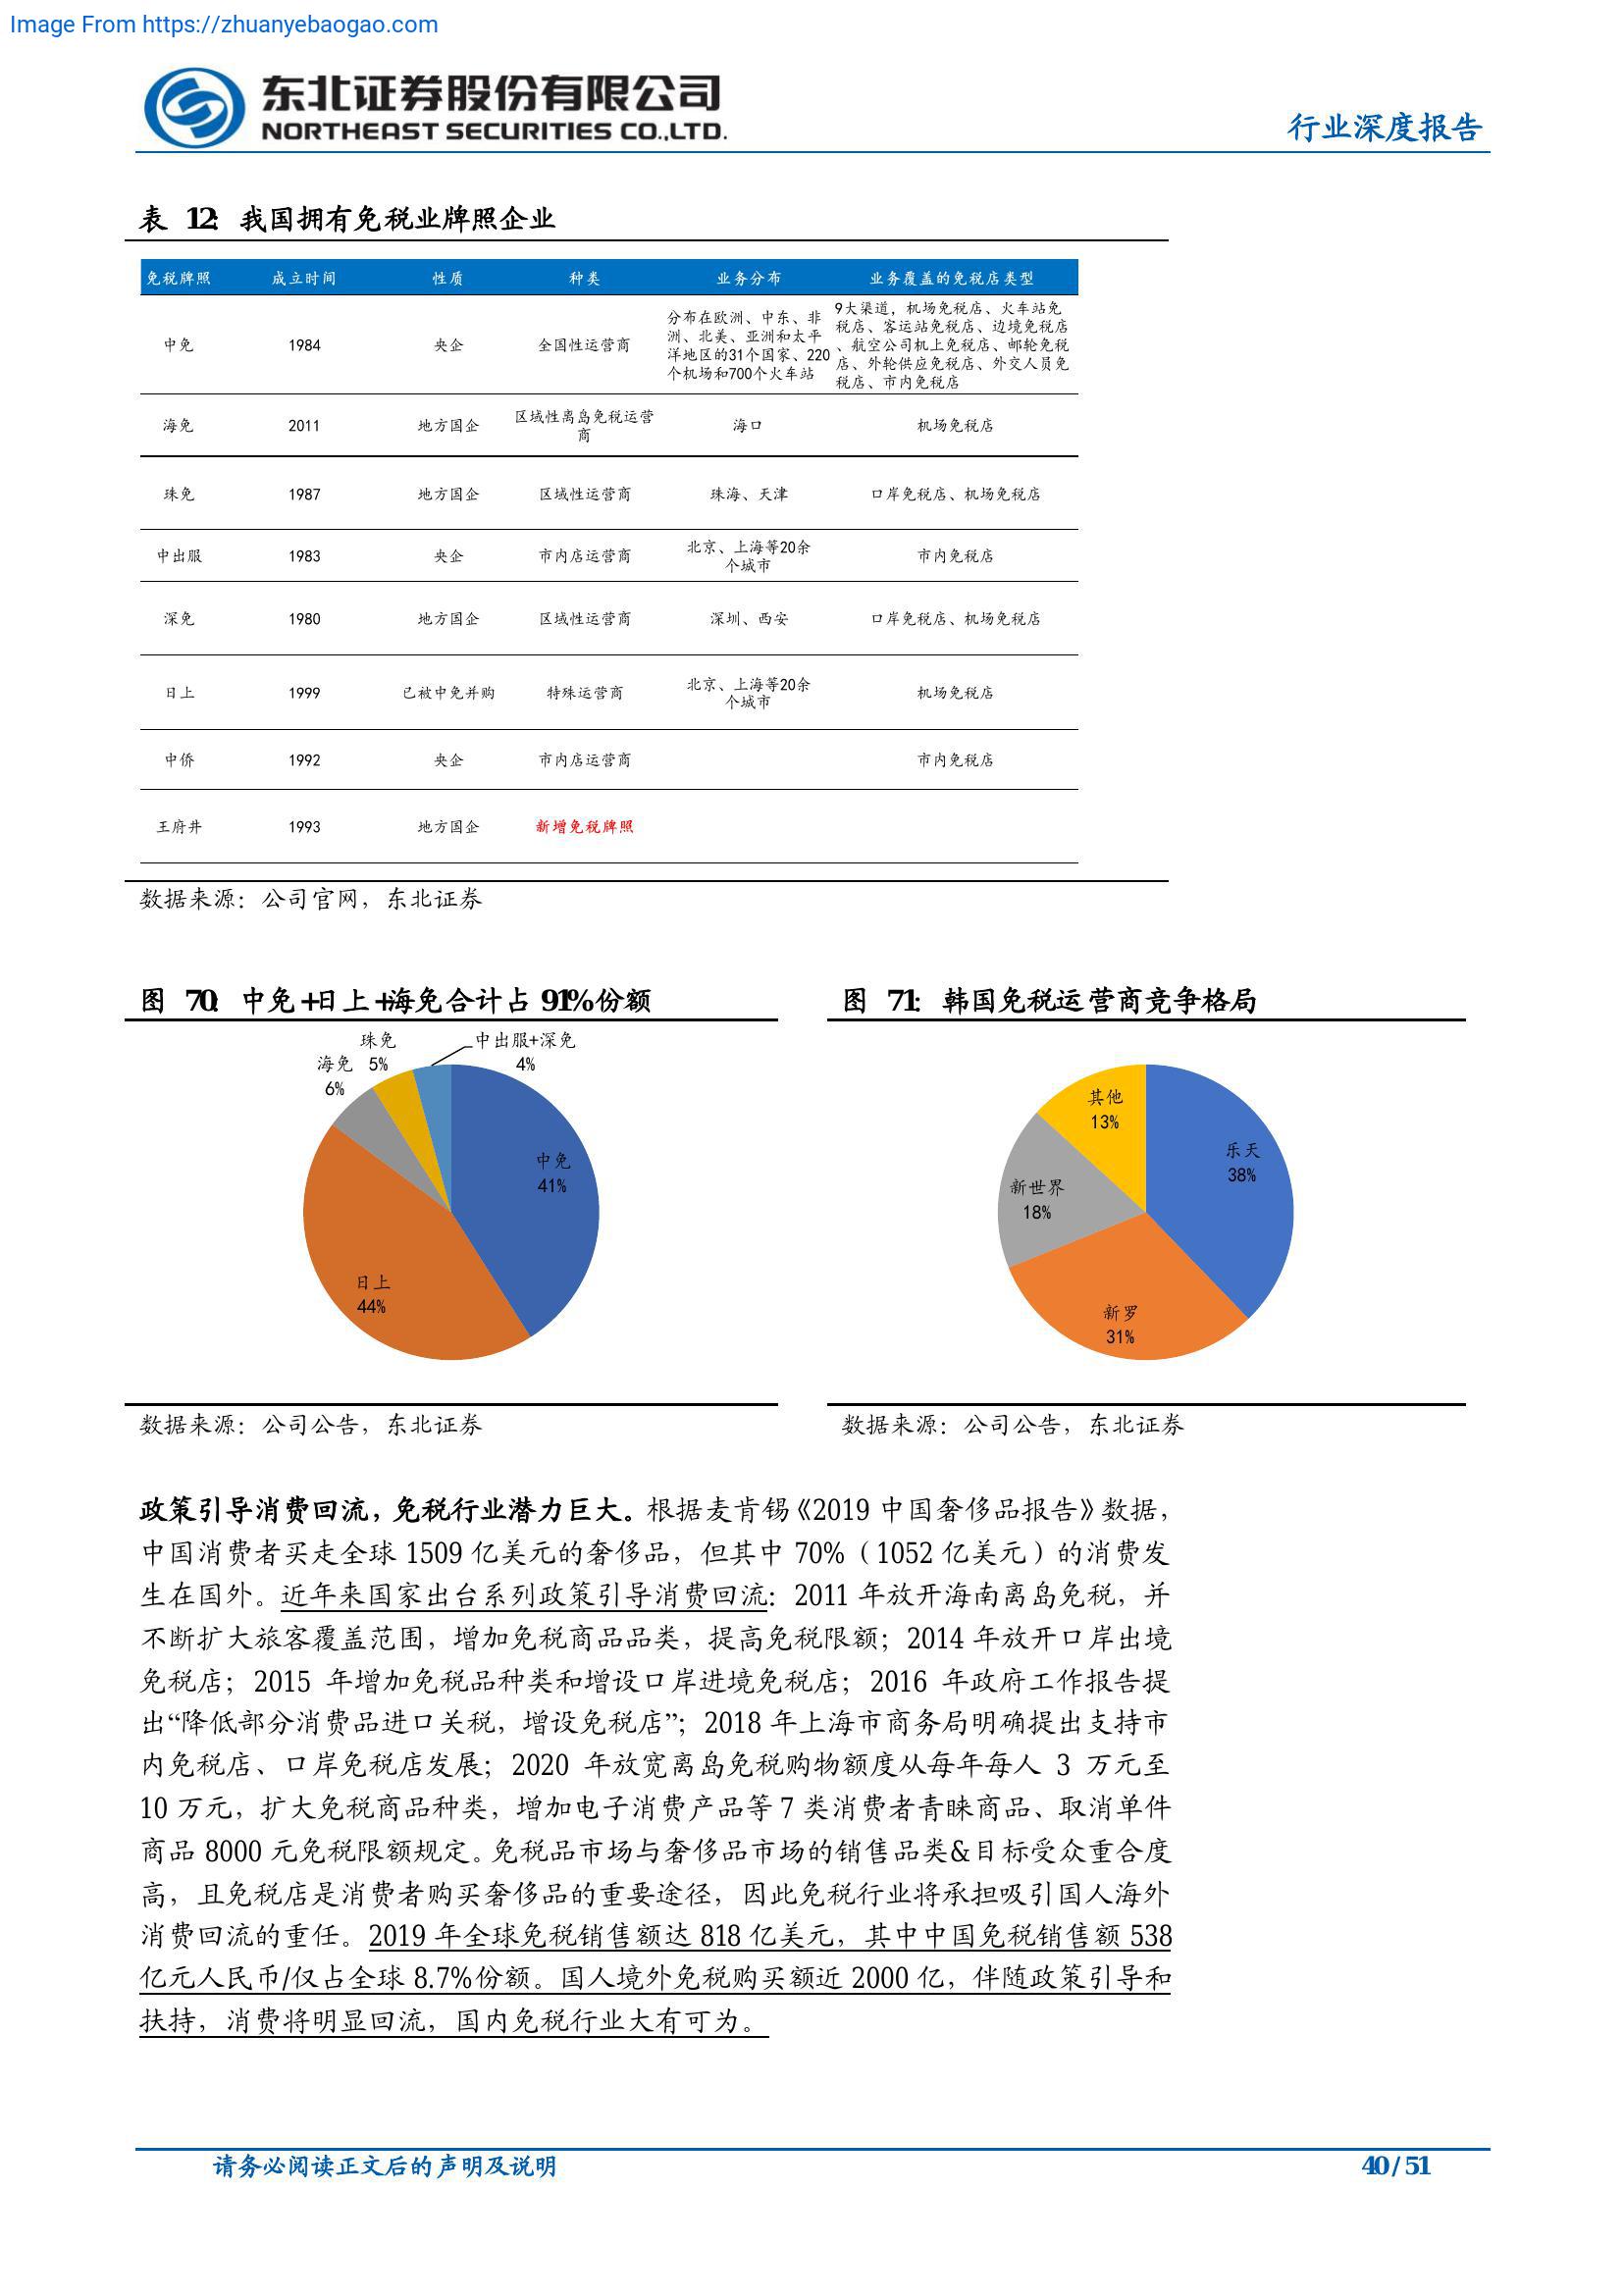 Image From https://zhuanyebaogao.com
东北证券股份有限公司
NORTHEAST SECURITIES CO.,LTD.
行业深度报告
表 12: 我国拥有免税业牌照企业
免税牌照 成立时间 性质 种类 业务分布 业务覆盖的免税店类型
中免 1984 央企 全国性运营商
分布在欧洲、中东、非
洲、北美、亚洲和太平
洋地区的31个国家、220
个机场和700个火车站
9大渠道，机场免税店、火车站免
税店、客运站免税店、边境免税店
、航空公司机上免税店、邮轮免税
店、外轮供应免税店、外交人员免
税店、市内免税店
海免 2011 地方国企
区域性离岛免税运营
商
海口 机场免税店
珠免 1987 地方国企 区域性运营商 珠海、天津 口岸免税店、机场免税店
中出服 1983 央企 市内店运营商
北京、上海等20余
个城市
市内免税店
深免 1980 地方国企 区域性运营商 深圳、西安 口岸免税店、机场免税店
日上 1999 已被中免并购 特殊运营商
北京、上海等20余
个城市
机场免税店
中侨 1992 央企 市内店运营商 市内免税店
王府井 1993 地方国企 新增免税牌照
数据来源：公司官网，东北证券
图 70: 中免+日上+海免合计占 91%份额
珠免
5%
海免
6%
中出服+深免
4%
中免
41%
日上
44%
数据来源：公司公告，东北证券
图 71: 韩国免税运营商竞争格局
其他
13%
乐天
38%
新世界
18%
新罗
31%
数据来源：公司公告，东北证券
政策引导消费回流，免税行业潜力巨大。根据麦肯锡《2019 中国奢侈品报告》数据，
中国消费者买走全球 1509 亿美元的奢侈品，但其中 70%（1052 亿美元）的消费发
生在国外。近年来国家出台系列政策引导消费回流：2011 年放开海南离岛免税，并
不断扩大旅客覆盖范围，增加免税商品品类，提高免税限额；2014 年放开口岸出境
免税店；2015 年增加免税品种类和增设口岸进境免税店；2016 年政府工作报告提
出“降低部分消费品进口关税，增设免税店”；2018 年上海市商务局明确提出支持市
内免税店、口岸免税店发展；2020 年放宽离岛免税购物额度从每年每人 3 万元至
10 万元，扩大免税商品种类，增加电子消费产品等 7 类消费者青睐商品、取消单件
商品 8000 元免税限额规定。免税品市场与奢侈品市场的销售品类&目标受众重合度
高，且免税店是消费者购买奢侈品的重要途径，因此免税行业将承担吸引国人海外
消费回流的重任。2019 年全球免税销售额达 818 亿美元，其中中国免税销售额 538
亿元人民币/仅占全球 8.7%份额。国人境外免税购买额近 2000 亿，伴随政策引导和
扶持，消费将明显回流，国内免税行业大有可为。
请务必阅读正文后的声明及说明
40 / 51